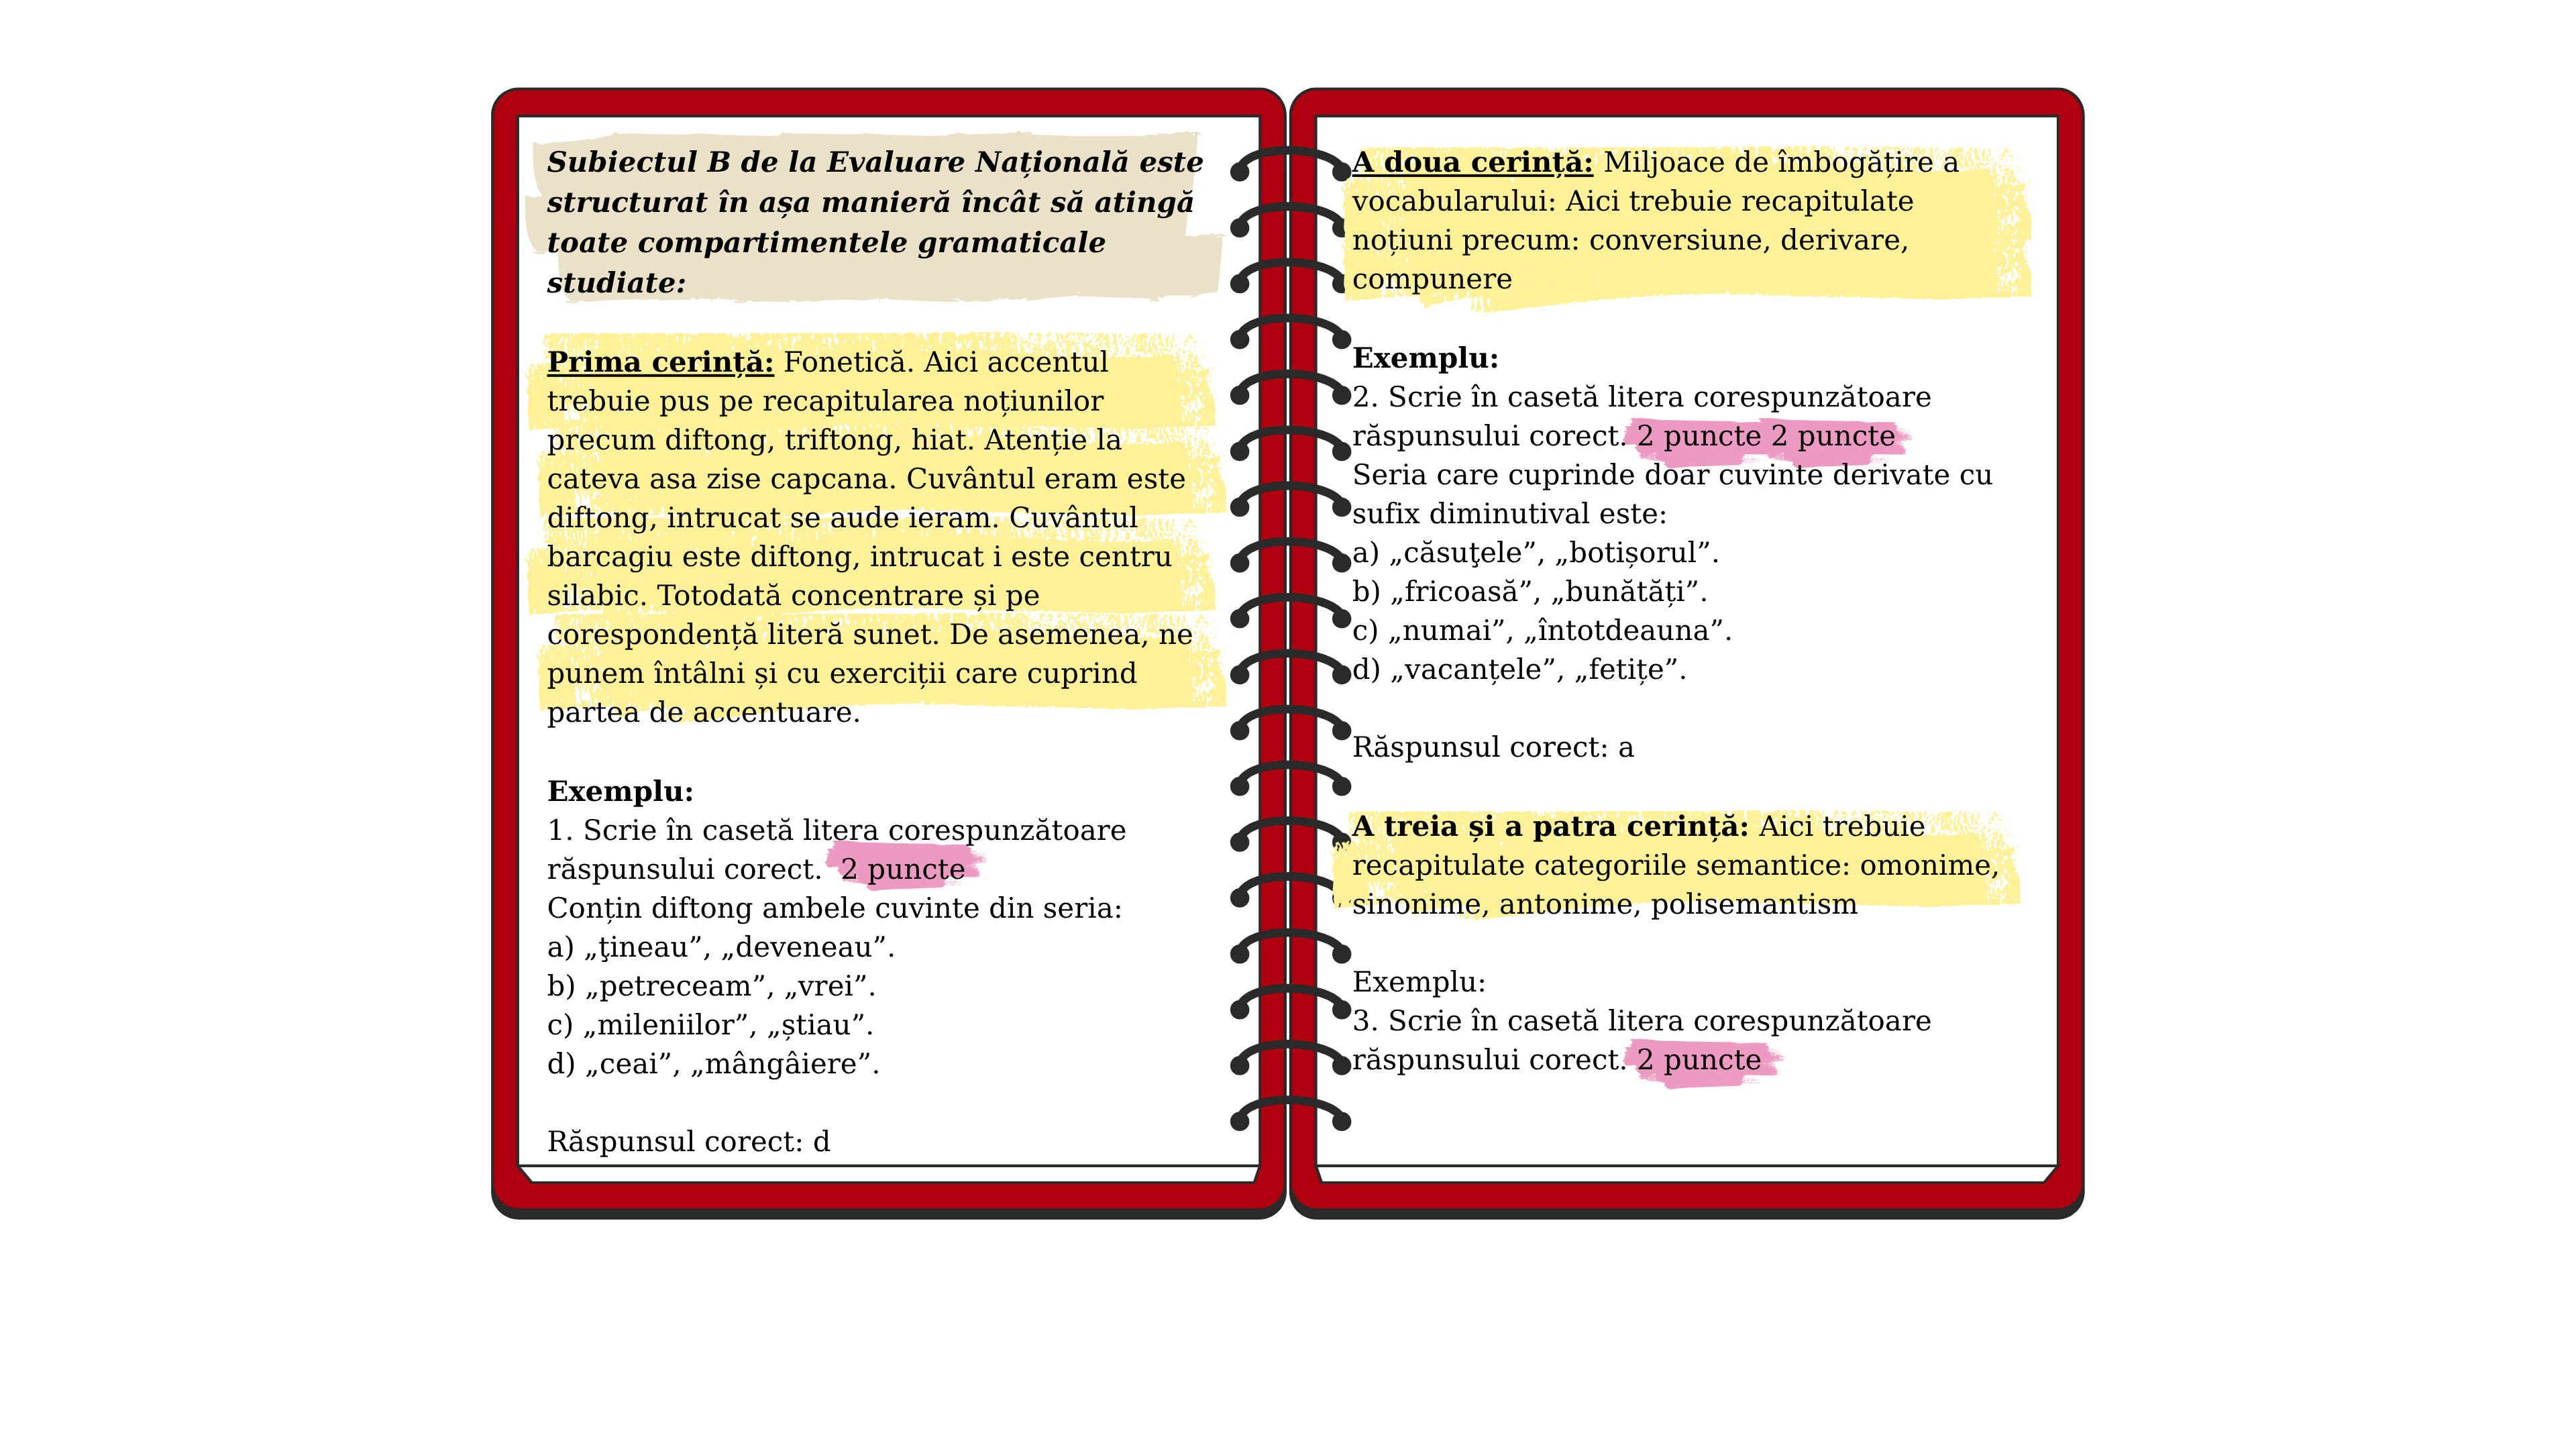 Subiectul B de la Evaluare Națională este
structurat în așa manieră încât să atingă
toate compartimentele gramaticale
studiate:
Prima cerință: Fonetică. Aici accentul
trebuie pus pe recapitularea noțiunilor
precum diftong, triftong, hiat. Atenție la
cateva asa zise capcana. Cuvântul eram este
diftong, intrucat se aude ieram. Cuvântul
barcagiu este diftong, intrucat i este centru
silabic. Totodată concentrare și pe
corespondență literă sunet. De asemenea, ne
punem întâlni și cu exerciții care cuprind
partea de accentuare.
Exemplu:
1. Scrie în casetă litera corespunzătoare
răspunsului corect. 2 puncte
Conțin diftong ambele cuvinte din seria:
a) „ţineau”, „deveneau”.
b) „petreceam”, „vrei”.
c) „mileniilor”, „știau”.
d) „ceai”, „mângâiere”.
Răspunsul corect: d
A doua cerință: Miljoace de îmbogățire a
vocabularului: Aici trebuie recapitulate
noțiuni precum: conversiune, derivare,
compunere
Exemplu:
2. Scrie în casetă litera corespunzătoare
răspunsului corect. 2 puncte 2 puncte
Seria care cuprinde doar cuvinte derivate cu
sufix diminutival este:
a) „căsuţele”, „botișorul”.
b) „fricoasă”, „bunătăți”.
c) „numai”, „întotdeauna”.
d) „vacanțele”, „fetițe”.
Răspunsul corect: a
A treia și a patra cerință: Aici trebuie
recapitulate categoriile semantice: omonime,
sinonime, antonime, polisemantism
Exemplu:
3. Scrie în casetă litera corespunzătoare
răspunsului corect. 2 puncte